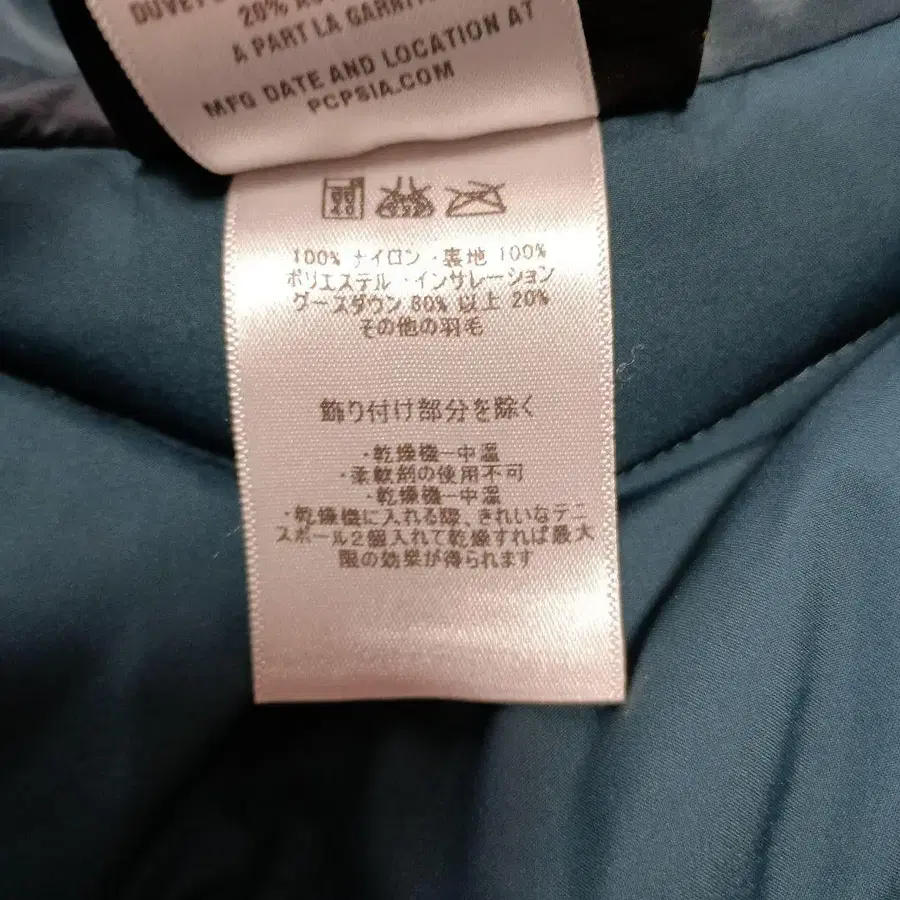 DUVET
20% AU
À PART LA GARNIT
MFG DATE AND LOCATION AT
PCPSIA.COM
40
100% ナイロン・表地 100%
ポリエステル・インサレーション
グースダウン 80% 以上 20%
その他の羽毛
飾り付け部分を除く
・乾燥機ー中温
・柔軟剤の使用不可
・乾燥機ー中温
・乾燥機に入れる際、きれいなテニ
スボール2個入れて乾燥すれば最大
限の効果が得られます